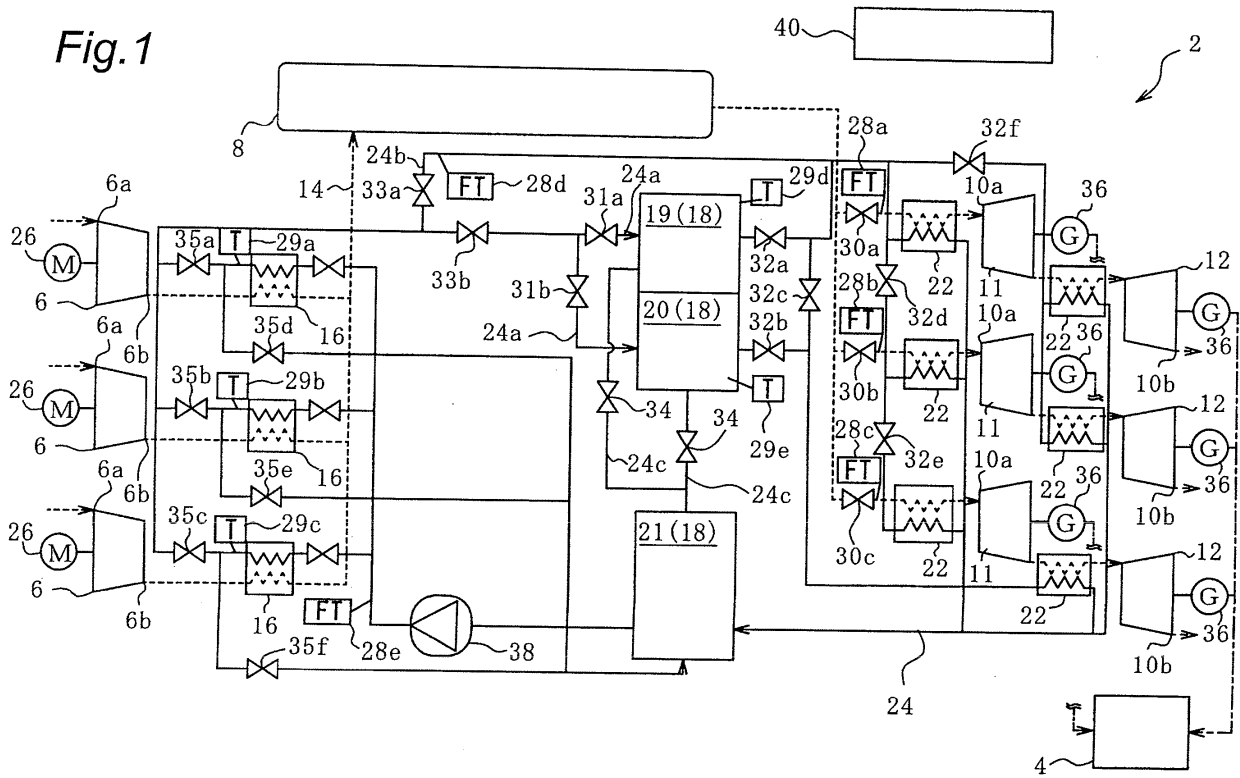 Fig.1
40
2
8
14
24b
33a
FT
28d
31a
24a
19(18)
T
29d
28a
FT
32f
10a
36
G
6a
26
M
35a
T
29a
33b
31b
24a
20(18)
32a
32c
32b
30a
28b
FT
22
11
32d
10a
12
G
36
6
6b
16
6a
35d
26
M
35b
T
29b
34
34
T
29e
30b
22
22
36
G
10b
11
12
6
6b
16
35e
24c
24c
28c
FT
32e
10a
36
22
G
36
6a
26
M
35c
T
29c
21(18)
30c
22
G
11
10b
12
6
6b
16
FT
28e
38
22
G
36
35f
24
10b
4